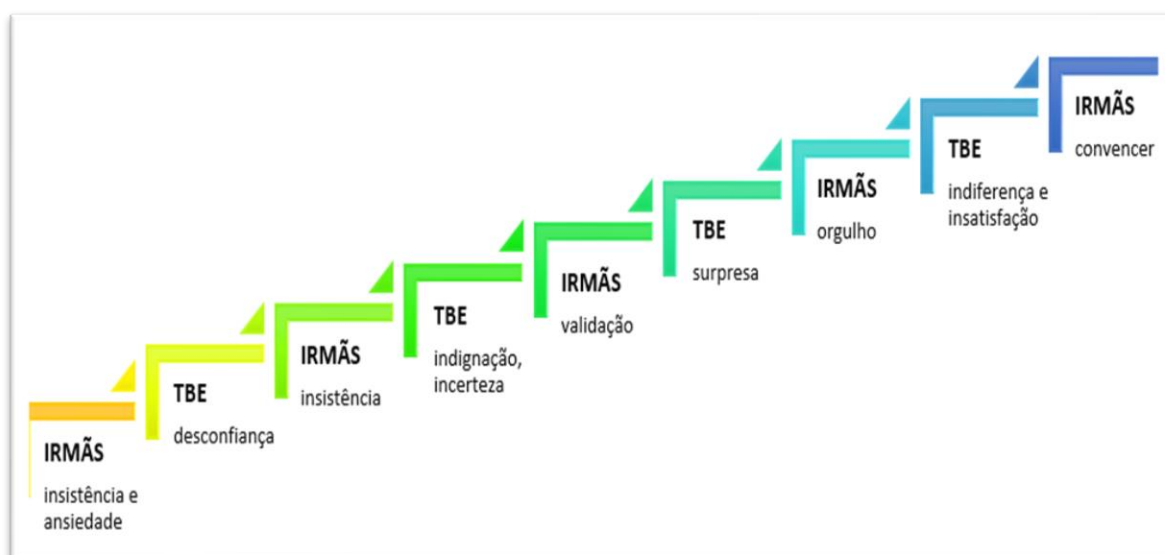 IRMÃS
insistência e
ansiedade
TBE
desconfiança
IRMÃS
insistência
TBE
indignação,
incerteza
IRMÃS
validação
TBE
surpresa
IRMÃS
orgulho
TBE
indiferença e
insatisfação
IRMÃS
convencer